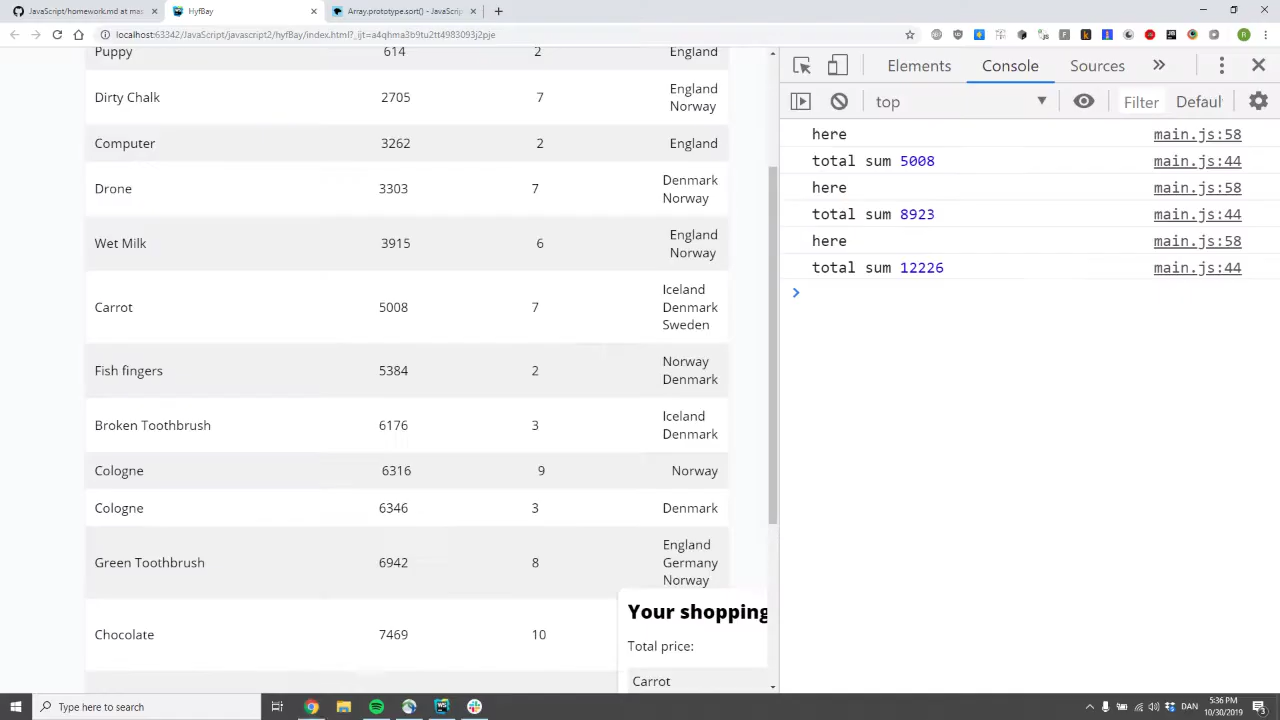 JavaScript/homework.md at mas
HyfBay
Array.prototype.sort() - JavaScri
localhost:63342/JavaScript/javascript2/hyfBay/index.html?_ijt=a4qhma3b9tu2tt4983093j2pje
Elements Console Sources
top Filter Defaul
Puppy 614 2 England
Dirty Chalk 2705 7 England
Norway
Computer 3262 2 England
Drone 3303 7 Denmark
Norway
Wet Milk 3915 6 England
Norway
Carrot 5008 7 Iceland
Denmark
Sweden
Fish fingers 5384 2 Norway
Denmark
Broken Toothbrush 6176 3 Iceland
Denmark
Cologne 6316 9 Norway
Cologne 6346 3 Denmark
Green Toothbrush 6942 8 England
Germany
Norway
Chocolate 7469 10
Your shopping
Total price:
Carrot
here main.js:58
total sum 5008 main.js:44
here main.js:58
total sum 8923 main.js:44
here main.js:58
total sum 12226 main.js:44
Type here to search
DAN
5:36 PM
10/30/2019